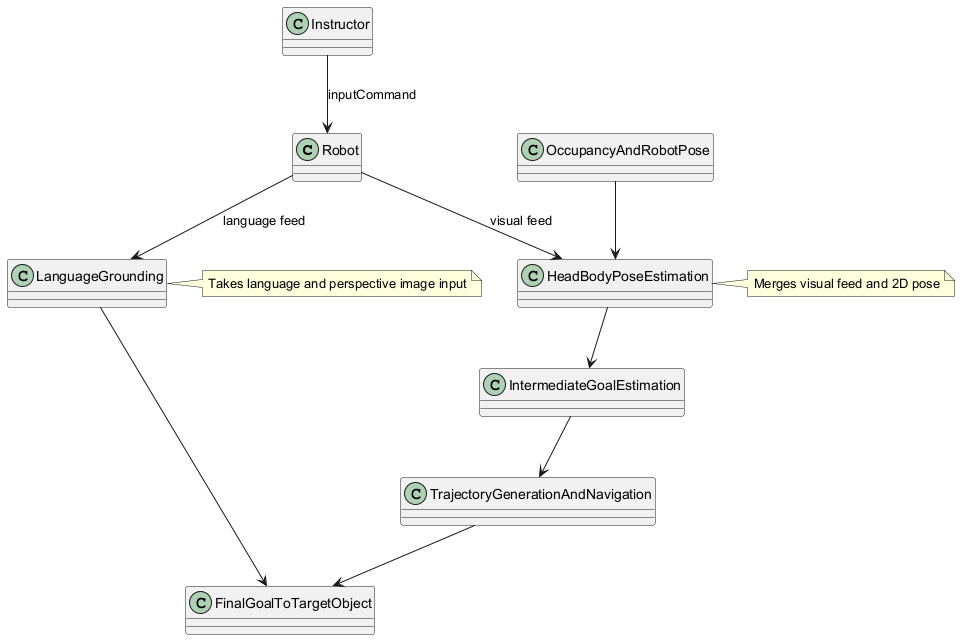 C Instructor
inputCommand
C Robot
C OccupancyAndRobotPose
language feed
visual feed
C LanguageGrounding
Takes language and perspective image input
C HeadBodyPoseEstimation
Merges visual feed and 2D pose
C IntermediateGoalEstimation
C TrajectoryGenerationAndNavigation
C FinalGoalToTargetObject